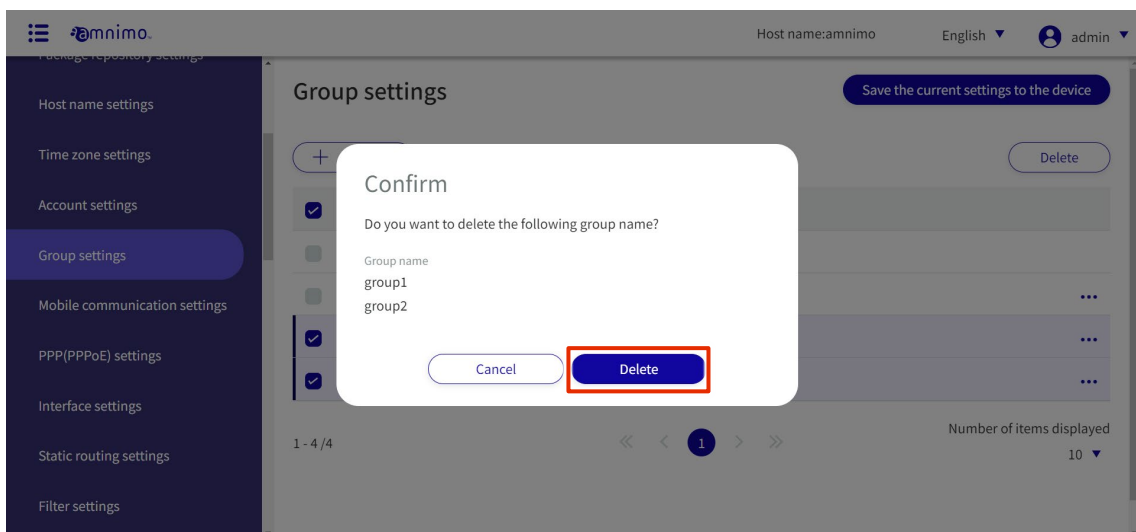 amnimo
Host name:amnimo
English
admin
Package repository settings
Host name settings
Time zone settings
Account settings
Group settings
Mobile communication settings
PPP(PPPoE) settings
Interface settings
Static routing settings
Filter settings
Group settings
Save the current settings to the device
+
Delete
Confirm
Do you want to delete the following group name?
Group name
group1
group2
Cancel
Delete
1 - 4 /4
1
Number of items displayed
10